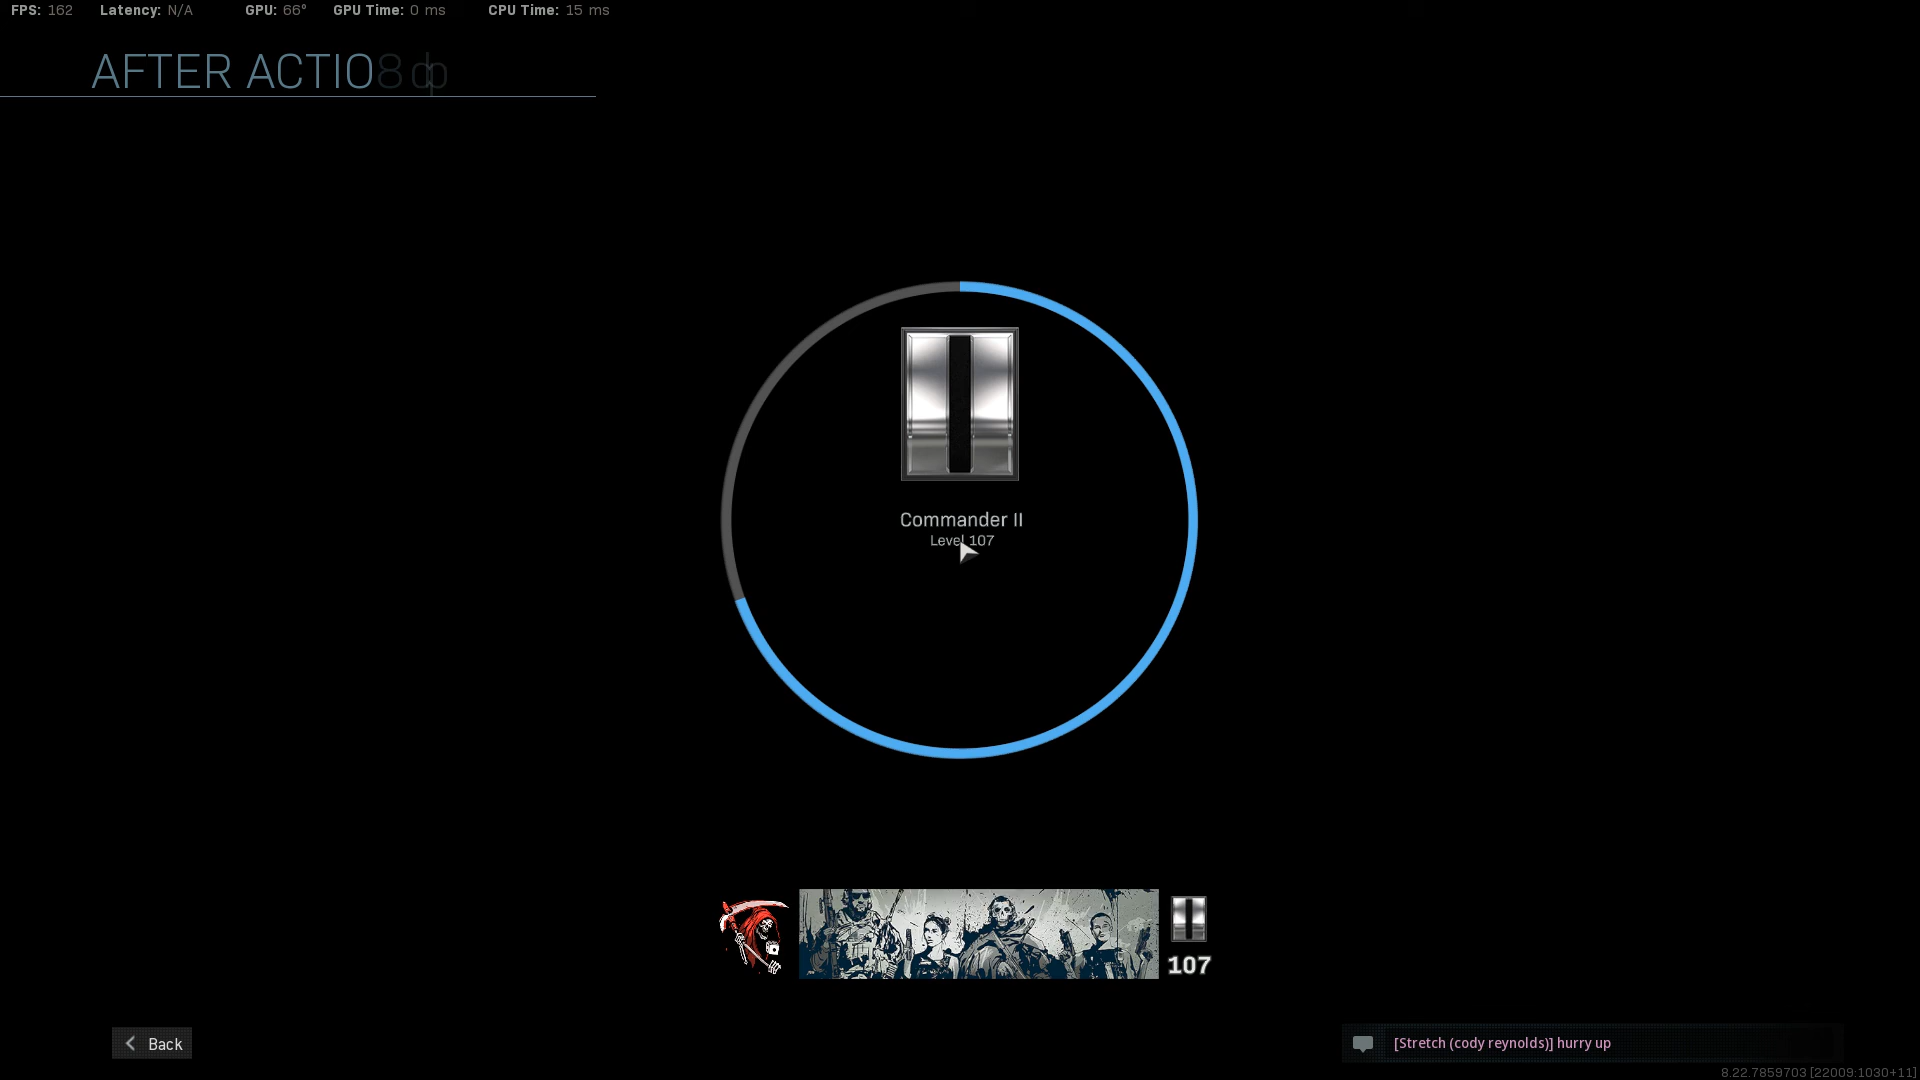 FPS: 162 Latency: N/A GPU: 66° GPU Time: 0 ms CPU Time: 15 ms
AFTER ACTIO
Commander II
Level 107
107
Back
[Stretch (cody reynolds)] hurry up
8.22.7859703 [22009:1030+11]